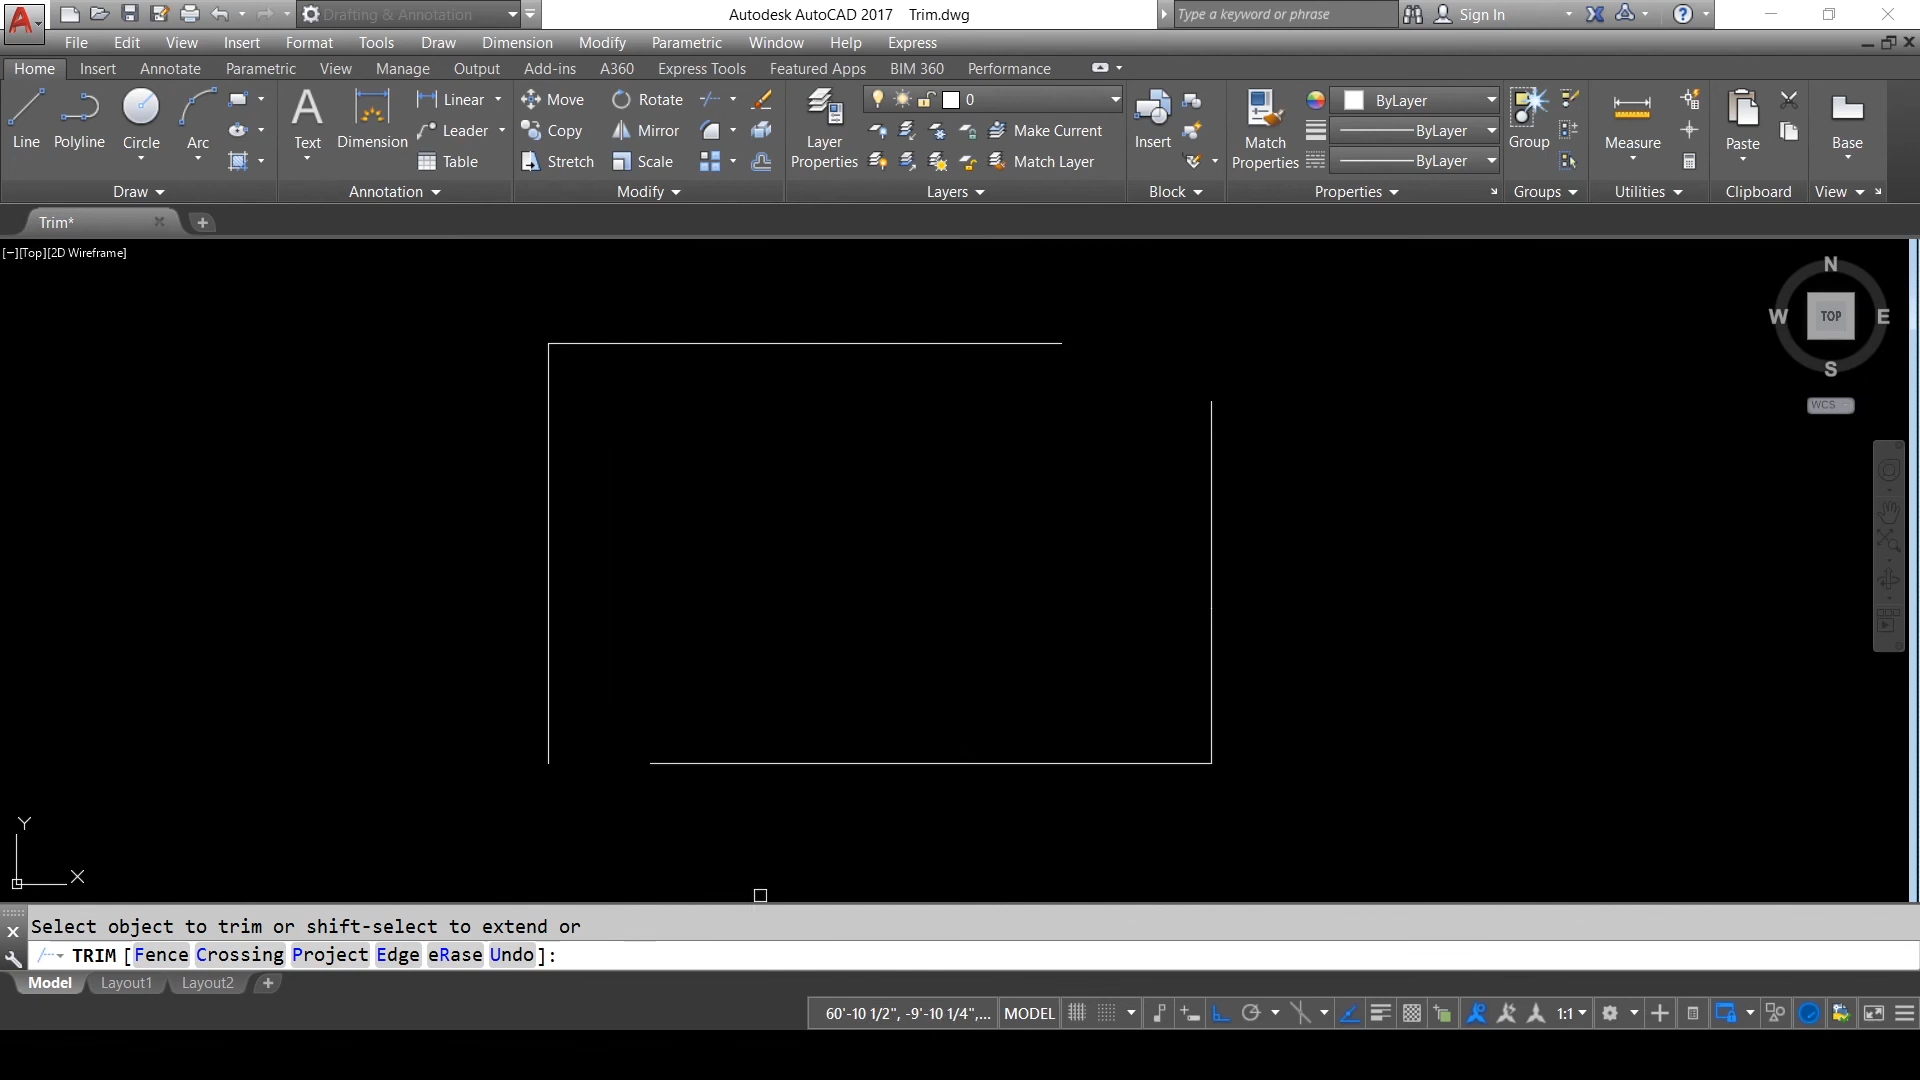 Drafting & Annotation
Autodesk AutoCAD 2017 Trim.dwg
Type a keyword or phrase
Sign In
File Edit View Insert Format Tools Draw Dimension Modify Parametric Window Help Express
Home Insert Annotate Parametric View Manage Output Add-ins A360 Express Tools Featured Apps BIM 360 Performance
Line Polyline Circle Arc
Text Dimension
Linear
Leader
Table
Move Rotate
Copy Mirror
Stretch Scale
Layer Properties
0
Make Current
Match Layer
Insert
Match Properties
ByLayer
ByLayer
ByLayer
Group
Measure
Paste
Base
Draw Annotation Modify Layers Block Properties Groups Utilities Clipboard View
Trim*
[−][Top][2D Wireframe]
N
W TOP E
S
WCS
Y
X
Select object to trim or shift-select to extend or
TRIM [Fence Crossing Project Edge eRase Undo]:
Model Layout1 Layout2
60'-10 1/2", -9'-10 1/4",... MODEL 1:1